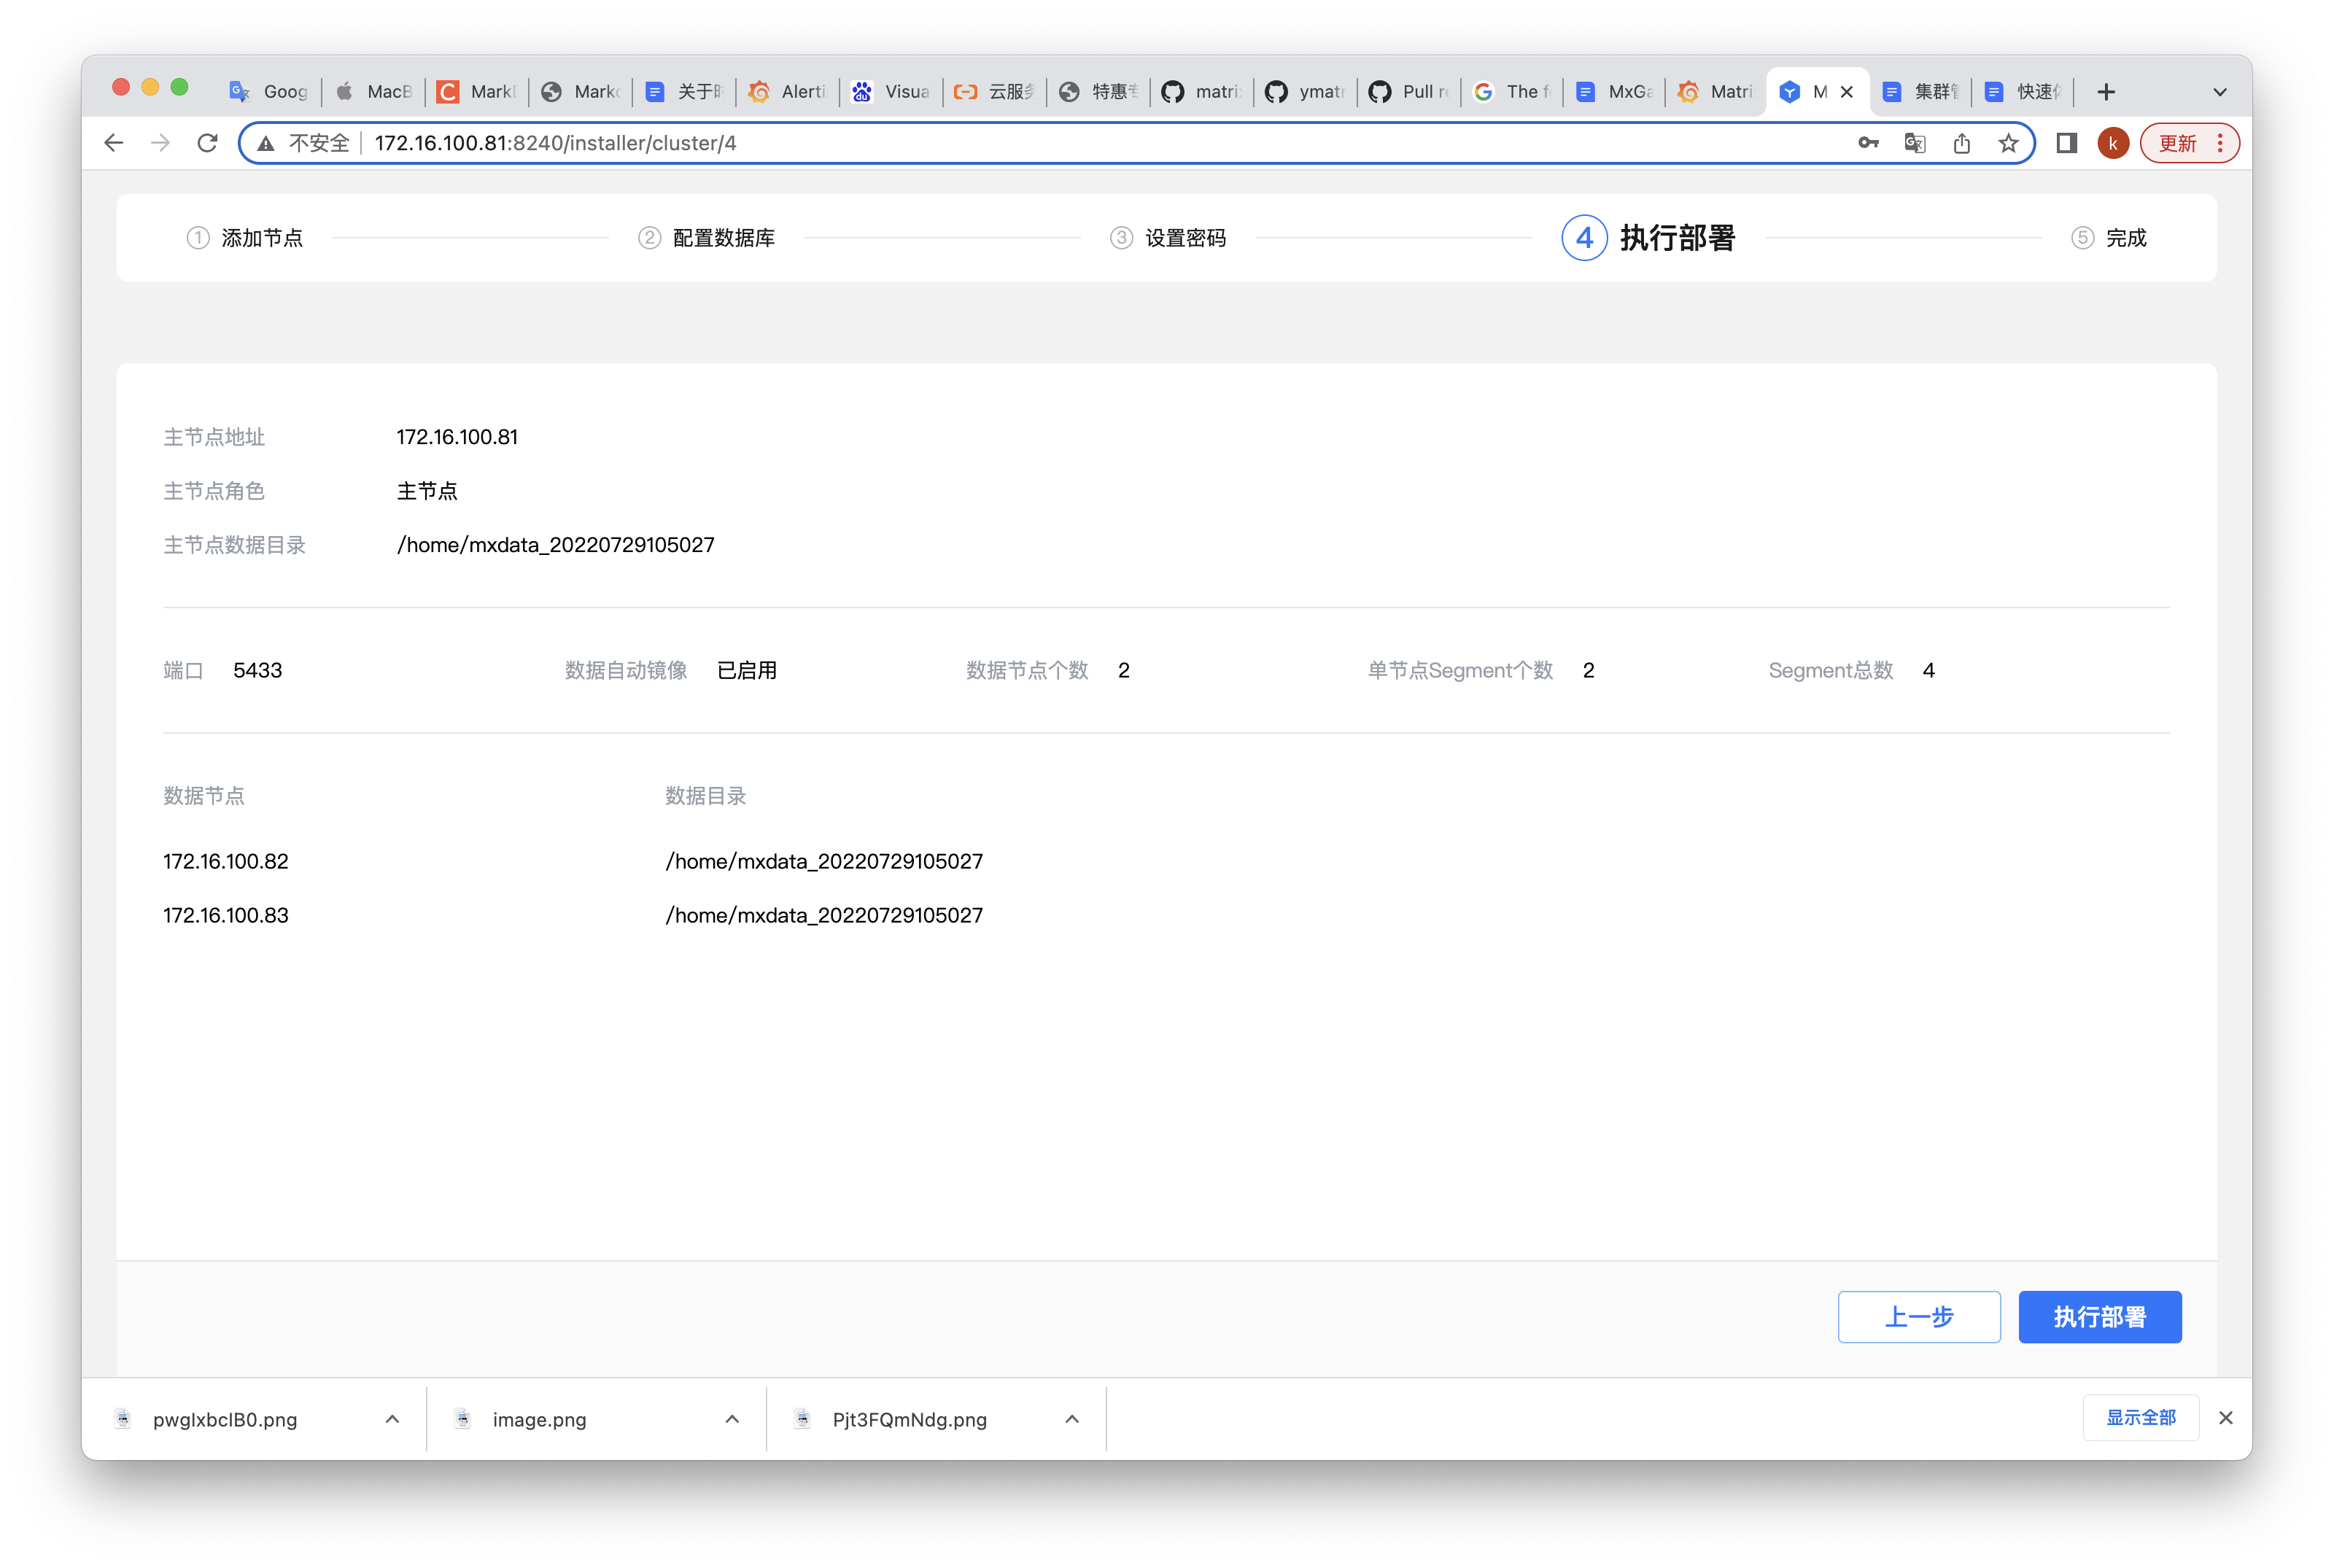 Goog
MacB
Mark
Mark
关于
Alerti
Visua
云服
特惠
matri
ymatr
Pull r
The f
MxGa
Matri
M
集群
快速
不安全
172.16.100.81:8240/installer/cluster/4
k
更新
1 添加节点
2 配置数据库
3 设置密码
4 执行部署
5 完成
主节点地址 172.16.100.81
主节点角色 主节点
主节点数据目录 /home/mxdata_20220729105027
端口 5433 数据自动镜像 已启用 数据节点个数 2 单节点Segment个数 2 Segment总数 4
数据节点 数据目录
172.16.100.82 /home/mxdata_20220729105027
172.16.100.83 /home/mxdata_20220729105027
上一步 执行部署
pwglxbclB0.png image.png Pjt3FQmNdg.png 显示全部